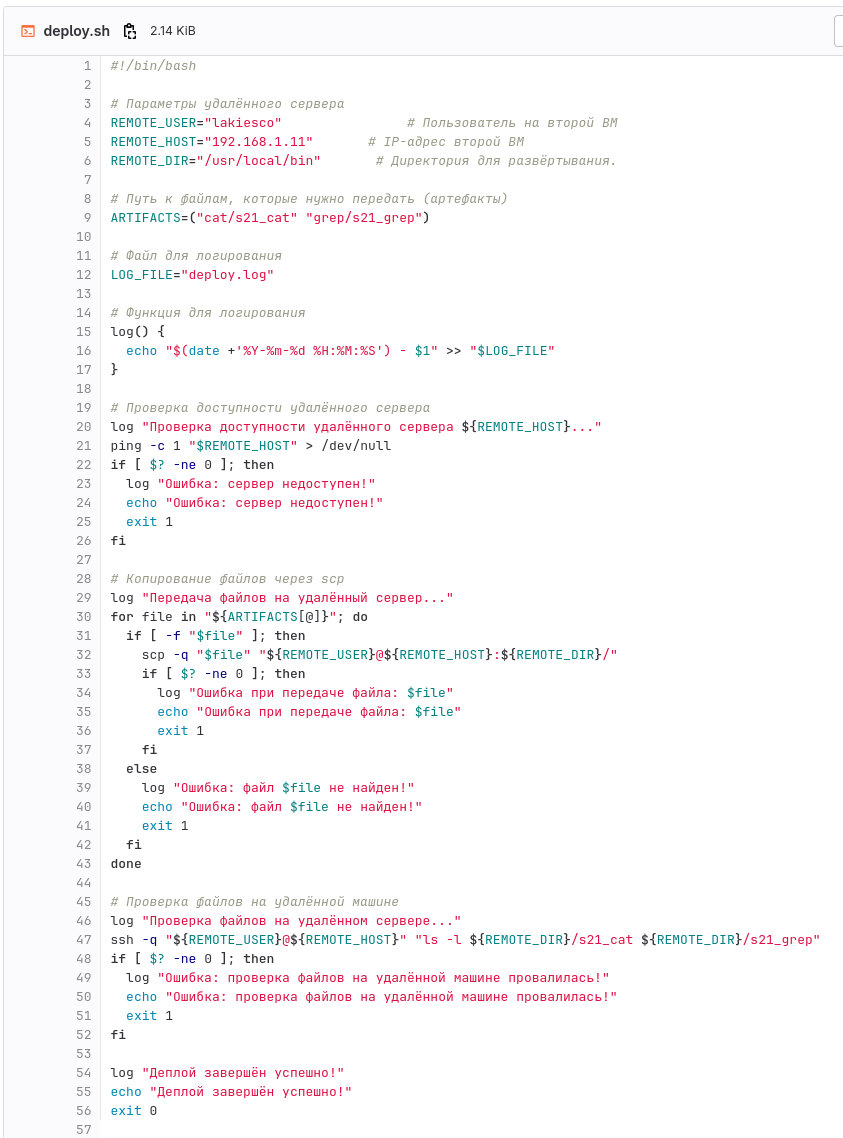 deploy.sh 2.14 KiB
1 #!/bin/bash
2
3 # Параметры удалённого сервера
4 REMOTE_USER="lakiesco" # Пользователь на второй ВМ
5 REMOTE_HOST="192.168.1.11" # IP-адрес второй ВМ
6 REMOTE_DIR="/usr/local/bin" # Директория для развёртывания.
7
8 # Путь к файлам, которые нужно передать (артефакты)
9 ARTIFACTS=("cat/s21_cat" "grep/s21_grep")
10
11 # Файл для логирования
12 LOG_FILE="deploy.log"
13
14 # Функция для логирования
15 log() {
16   echo "$(date +'%Y-%m-%d %H:%M:%S') - $1" >> "$LOG_FILE"
17 }
18
19 # Проверка доступности удалённого сервера
20 log "Проверка доступности удалённого сервера ${REMOTE_HOST}..."
21 ping -c 1 "$REMOTE_HOST" > /dev/null
22 if [ $? -ne 0 ]; then
23   log "Ошибка: сервер недоступен!"
24   echo "Ошибка: сервер недоступен!"
25   exit 1
26 fi
27
28 # Копирование файлов через scp
29 log "Передача файлов на удалённый сервер..."
30 for file in "${ARTIFACTS[@]}"; do
31   if [ -f "$file" ]; then
32     scp -q "$file" "${REMOTE_USER}@${REMOTE_HOST}:${REMOTE_DIR}/"
33     if [ $? -ne 0 ]; then
34       log "Ошибка при передаче файла: $file"
35       echo "Ошибка при передаче файла: $file"
36       exit 1
37     fi
38   else
39     log "Ошибка: файл $file не найден!"
40     echo "Ошибка: файл $file не найден!"
41     exit 1
42   fi
43 done
44
45 # Проверка файлов на удалённой машине
46 log "Проверка файлов на удалённом сервере..."
47 ssh -q "${REMOTE_USER}@${REMOTE_HOST}" "ls -l ${REMOTE_DIR}/s21_cat ${REMOTE_DIR}/s21_grep"
48 if [ $? -ne 0 ]; then
49   log "Ошибка: проверка файлов на удалённой машине провалилась!"
50   echo "Ошибка: проверка файлов на удалённой машине провалилась!"
51   exit 1
52 fi
53
54 log "Деплой завершён успешно!"
55 echo "Деплой завершён успешно!"
56 exit 0
57